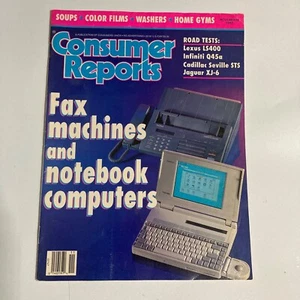 SOUPS COLOR FILMS WASHERS HOME GYMS
Consumer
Reports
ROAD TESTS:
Lexus LS400
Infiniti Q45a
Cadillac Seville STS
Jaguar XJ-6
Fax
machines
and
notebook
computers